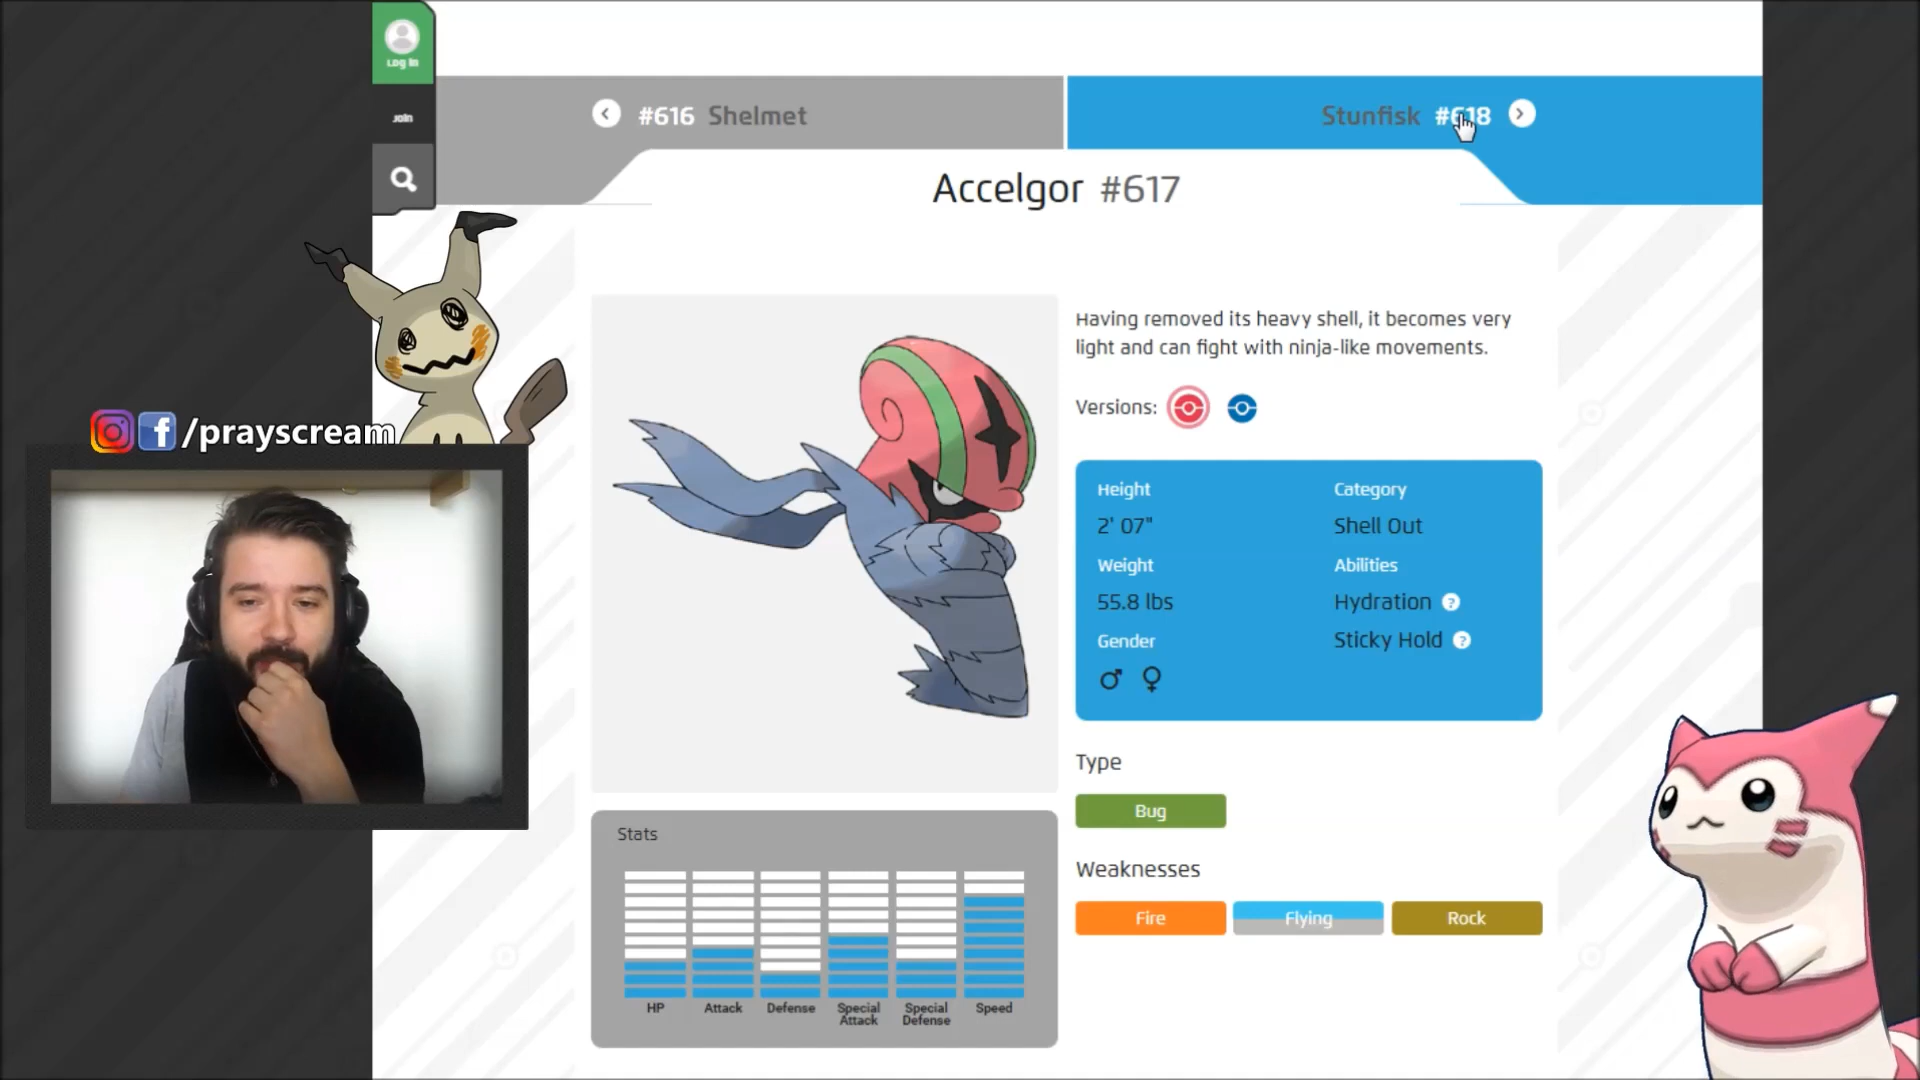 Log In
Join
#616 Shelmet
Stunfisk #618
Accelgor #617
Having removed its heavy shell, it becomes very
light and can fight with ninja-like movements.
Versions:
Height
2' 07"
Weight
55.8 lbs
Gender
Category
Shell Out
Abilities
Hydration ?
Sticky Hold ?
/prayscream
Type
Bug
Weaknesses
Fire
Flying
Rock
Stats
HP
Attack
Defense
Special
Attack
Special
Defense
Speed